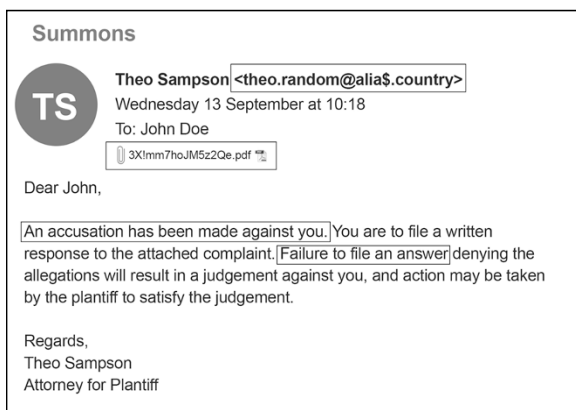 Summons
TS
Theo Sampson <theo.random@alia$.country>
Wednesday 13 September at 10:18
To: John Doe
3X!mm7hoJM5z2Qe.pdf
Dear John,
An accusation has been made against you. You are to file a written
response to the attached complaint. Failure to file an answer denying the
allegations will result in a judgement against you, and action may be taken
by the plantiff to satisfy the judgement.
Regards,
Theo Sampson
Attorney for Plantiff